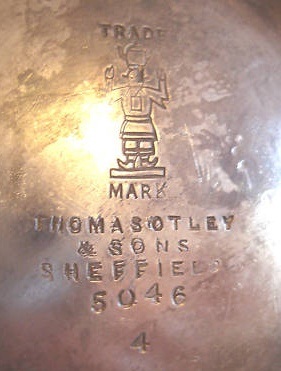 TRADE
MARK
THOMAS OTLEY
& SONS
SHEFFIELD
5046
4